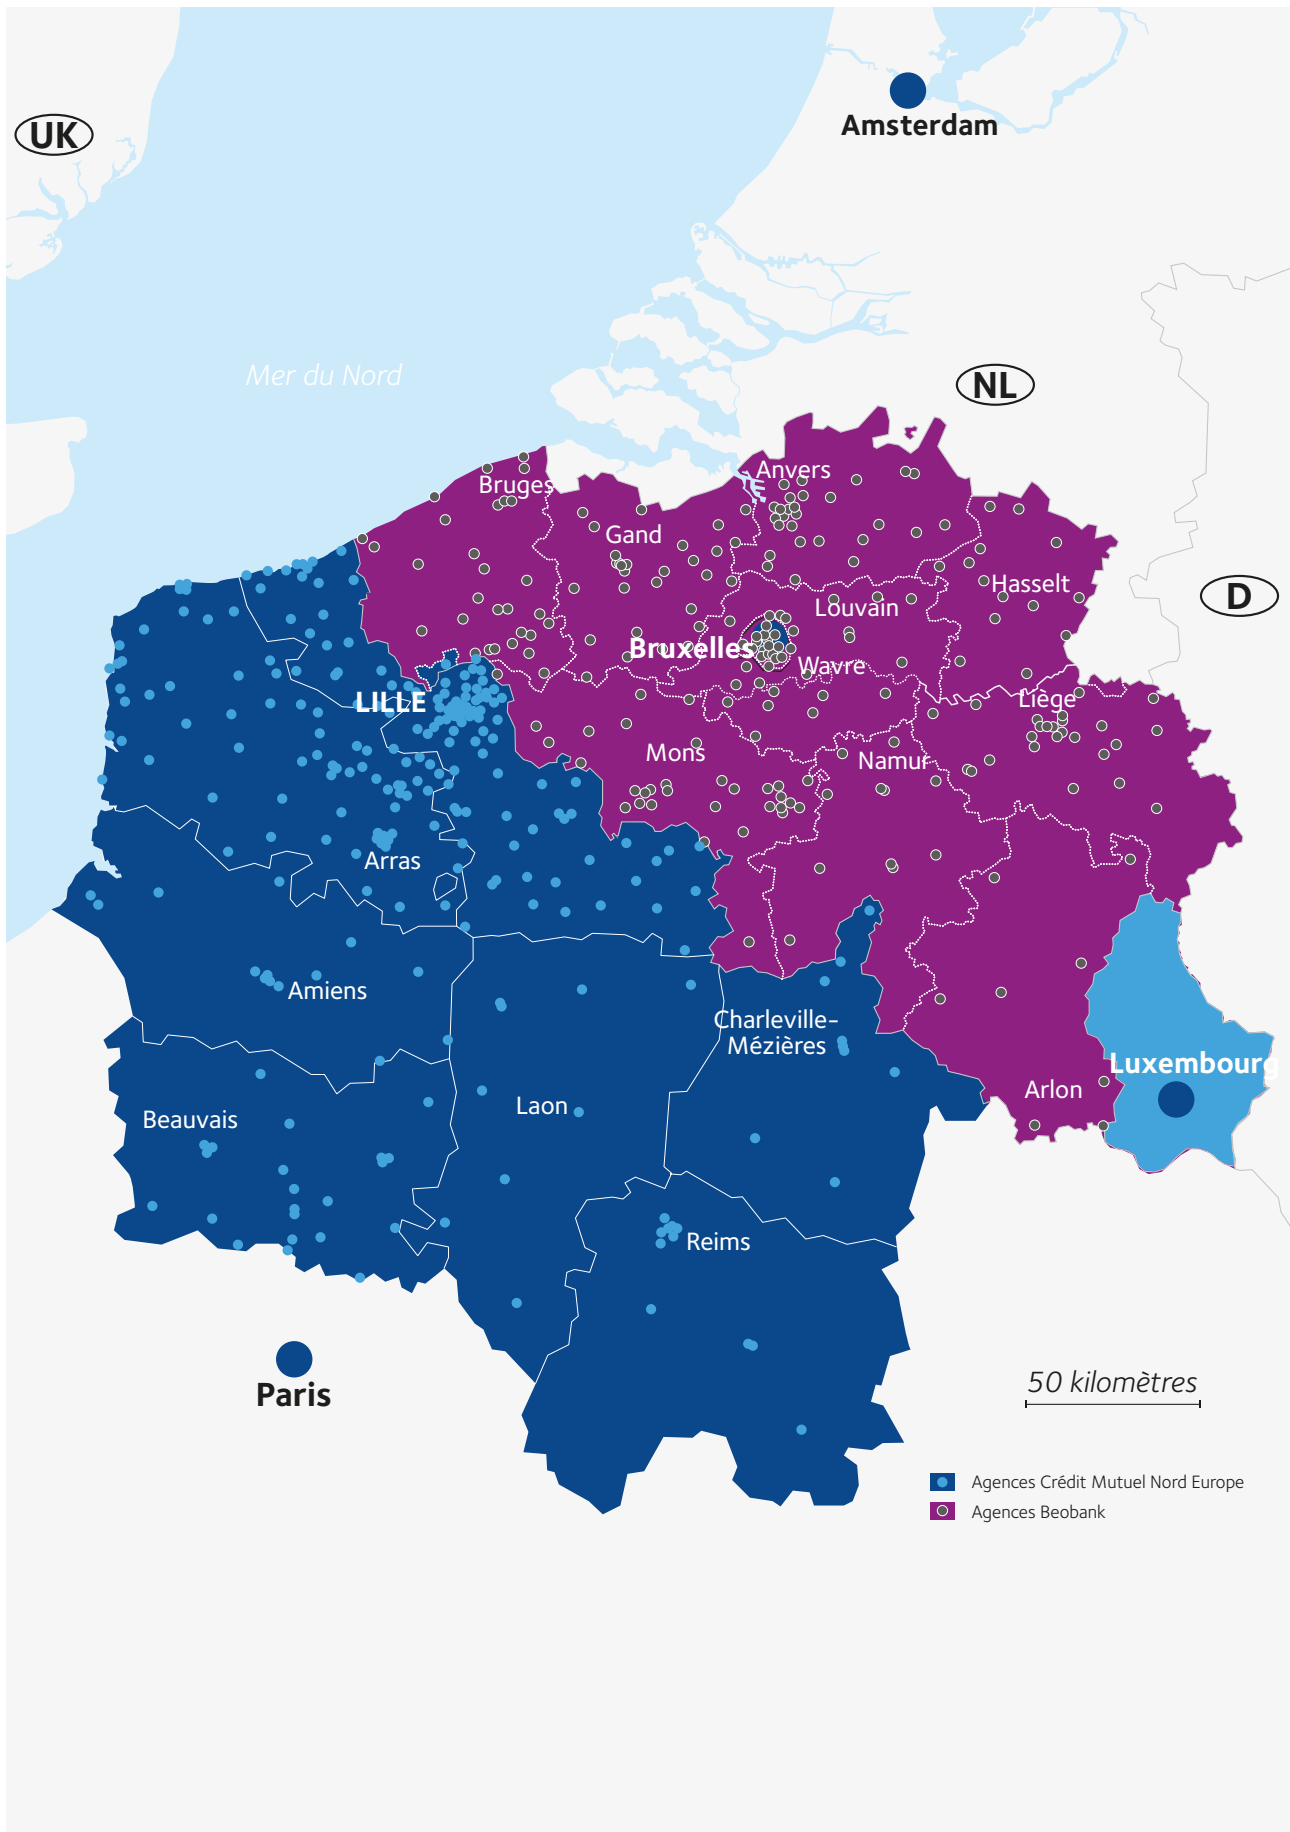 Amsterdam
UK
Mer du Nord
NL
Anvers
Bruges
Gand
Hasselt
D
Louvain
Bruxelles
Wavre
LILLE
Liège
Mons
Namur
Arras
Amiens
Charleville-
Mézières
Luxembourg
Arlon
Laon
Beauvais
Reims
Paris
50 kilomètres
Agences Crédit Mutuel Nord Europe
Agences Beobank